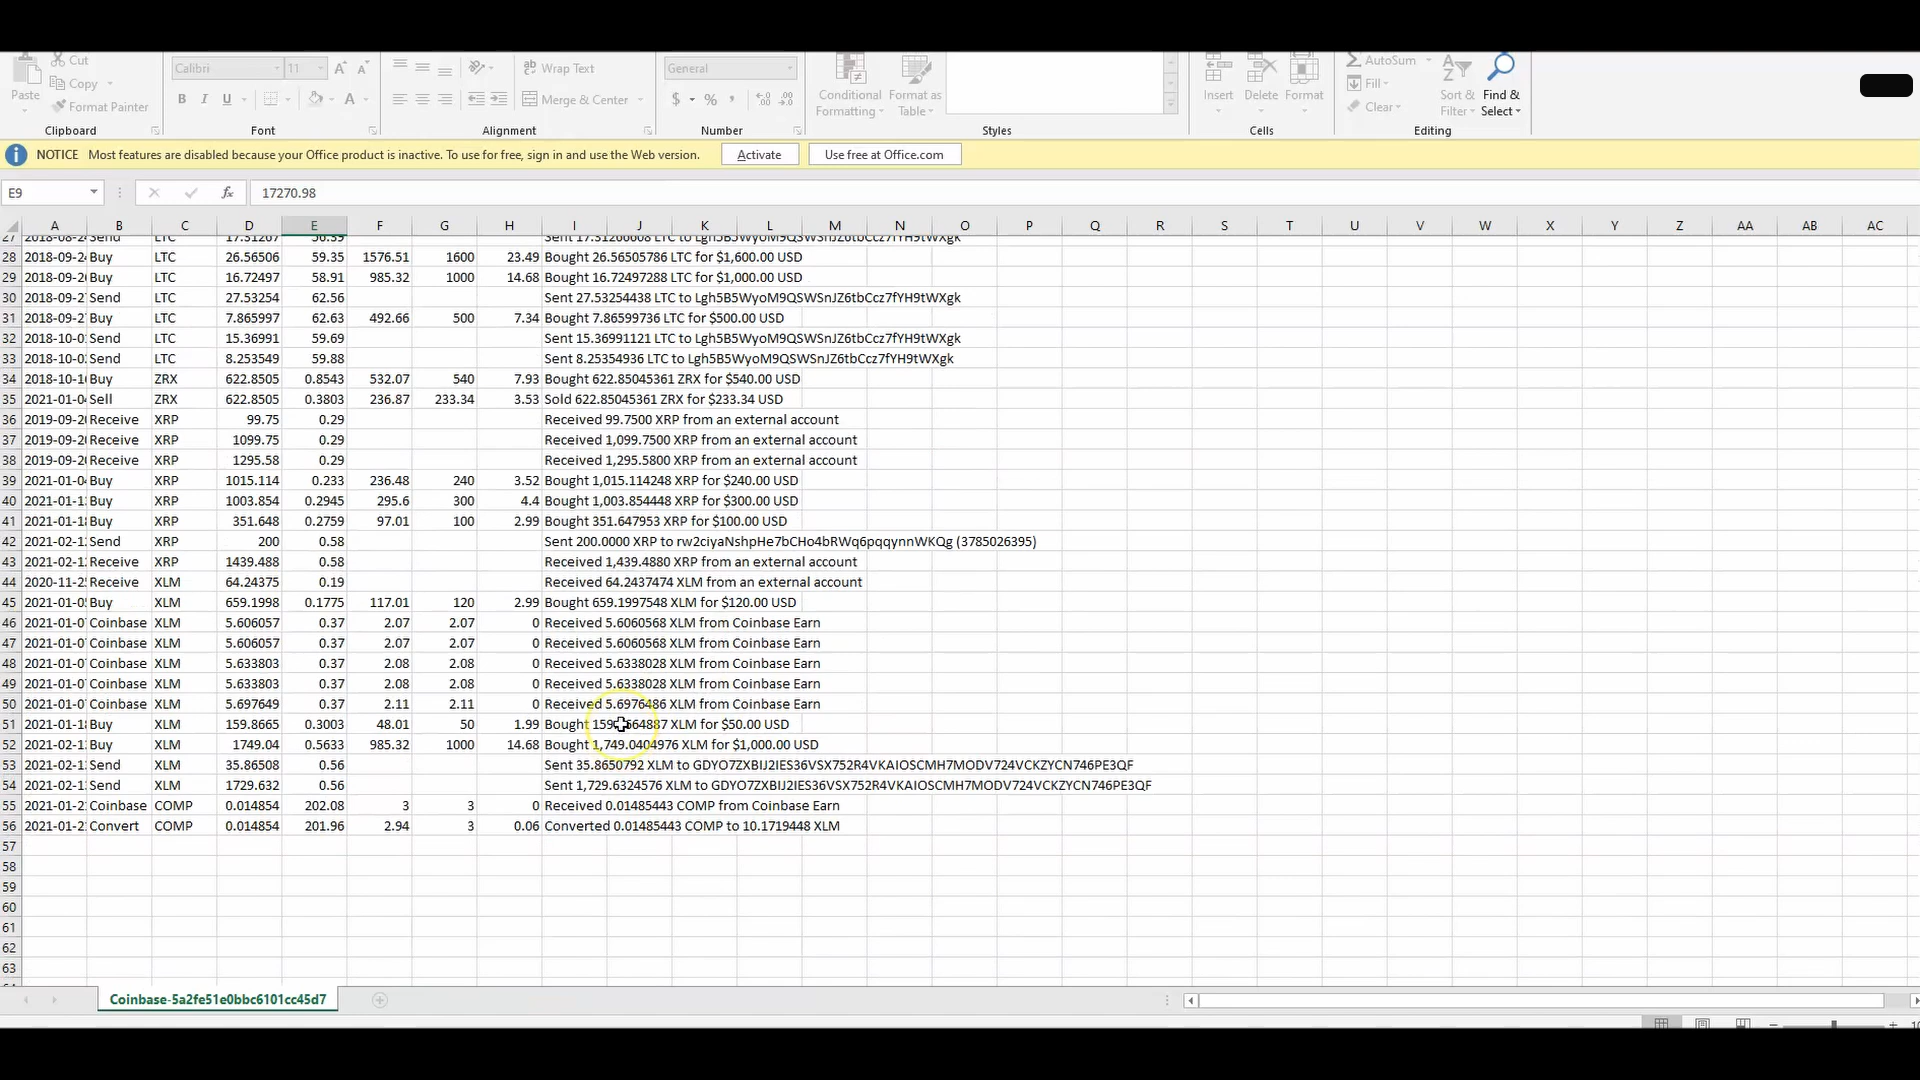 Cut
Calibri 11 Wrap Text General AutoSum
Paste Copy Conditional Format as Insert Delete Format Fill Sort & Find &
Format Painter B I U Merge & Center $ % Formatting Table Clear Filter Select
Clipboard Font Alignment Number Styles Cells Editing
NOTICE Most features are disabled because your Office product is inactive. To use for free, sign in and use the Web version. Activate Use free at Office.com
E9 fx 17270.98
A B C D E F G H I J K L M N O P Q R S T U V W X Y Z AA AB AC
27 2018-08-24 Send LTC 17.31267 56.39 Sent 17.31266608 LTC to Lgh5B5WyoM9QSWSnJZ6tbCcz7fYH9tWXgk
28 2018-09-24 Buy LTC 26.56506 59.35 1576.51 1600 23.49 Bought 26.56505786 LTC for $1,600.00 USD
29 2018-09-26 Buy LTC 16.72497 58.91 985.32 1000 14.68 Bought 16.72497288 LTC for $1,000.00 USD
30 2018-09-2 Send LTC 27.53254 62.56 Sent 27.53254438 LTC to Lgh5B5WyoM9QSWSnJZ6tbCcz7fYH9tWXgk
31 2018-09-2 Buy LTC 7.865997 62.63 492.66 500 7.34 Bought 7.86599736 LTC for $500.00 USD
32 2018-10-0 Send LTC 15.36991 59.69 Sent 15.36991121 LTC to Lgh5B5WyoM9QSWSnJZ6tbCcz7fYH9tWXgk
33 2018-10-0 Send LTC 8.253549 59.88 Sent 8.25354936 LTC to Lgh5B5WyoM9QSWSnJZ6tbCcz7fYH9tWXgk
34 2018-10-1 Buy ZRX 622.8505 0.8543 532.07 540 7.93 Bought 622.85045361 ZRX for $540.00 USD
35 2021-01-0 Sell ZRX 622.8505 0.3803 236.87 233.34 3.53 Sold 622.85045361 ZRX for $233.34 USD
36 2019-09-2 Receive XRP 99.75 0.29 Received 99.7500 XRP from an external account
37 2019-09-2 Receive XRP 1099.75 0.29 Received 1,099.7500 XRP from an external account
38 2019-09-2 Receive XRP 1295.58 0.29 Received 1,295.5800 XRP from an external account
39 2021-01-0 Buy XRP 1015.114 0.233 236.48 240 3.52 Bought 1,015.114248 XRP for $240.00 USD
40 2021-01-1 Buy XRP 1003.854 0.2945 295.6 300 4.4 Bought 1,003.854448 XRP for $300.00 USD
41 2021-01-1 Buy XRP 351.648 0.2759 97.01 100 2.99 Bought 351.647953 XRP for $100.00 USD
42 2021-02-1 Send XRP 200 0.58 Sent 200.0000 XRP to rw2ciyaNshpHe7bCHo4bRWq6pqqynnWKQg (3785026395)
43 2021-02-1 Receive XRP 1439.488 0.58 Received 1,439.4880 XRP from an external account
44 2020-11-2 Receive XLM 64.24375 0.19 Received 64.2437474 XLM from an external account
45 2021-01-0 Buy XLM 659.1998 0.1775 117.01 120 2.99 Bought 659.1997548 XLM for $120.00 USD
46 2021-01-0 Coinbase XLM 5.606057 0.37 2.07 2.07 0 Received 5.6060568 XLM from Coinbase Earn
47 2021-01-0 Coinbase XLM 5.606057 0.37 2.07 2.07 0 Received 5.6060568 XLM from Coinbase Earn
48 2021-01-0 Coinbase XLM 5.633803 0.37 2.08 2.08 0 Received 5.6338028 XLM from Coinbase Earn
49 2021-01-0 Coinbase XLM 5.633803 0.37 2.08 2.08 0 Received 5.6338028 XLM from Coinbase Earn
50 2021-01-0 Coinbase XLM 5.697649 0.37 2.11 2.11 0 Received 5.6976486 XLM from Coinbase Earn
51 2021-01-1 Buy XLM 159.8665 0.3003 48.01 50 1.99 Bought XLM for $50.00 USD
52 2021-02-1 Buy XLM 1749.04 0.5633 985.32 1000 14.68 Bought 1,749.0404976 XLM for $1,000.00 USD
53 2021-02-1 Send XLM 35.86508 0.56 Sent 35.8650792 XLM to GDYO7ZXBIJ2IES36VSX752R4VKAIOSCMH7MODV724VCKZYCN746PE3QF
54 2021-02-1 Send XLM 1729.632 0.56 Sent 1,729.6324576 XLM to GDYO7ZXBIJ2IES36VSX752R4VKAIOSCMH7MODV724VCKZYCN746PE3QF
55 2021-01-2 Coinbase COMP 0.014854 202.08 3 3 0 Received 0.01485443 COMP from Coinbase Earn
56 2021-01-2 Convert COMP 0.014854 201.96 2.94 3 0.06 Converted 0.01485443 COMP to 10.1719448 XLM
57
58
59
60
61
62
63
Coinbase-5a2fe51e0bbc6101cc45d7